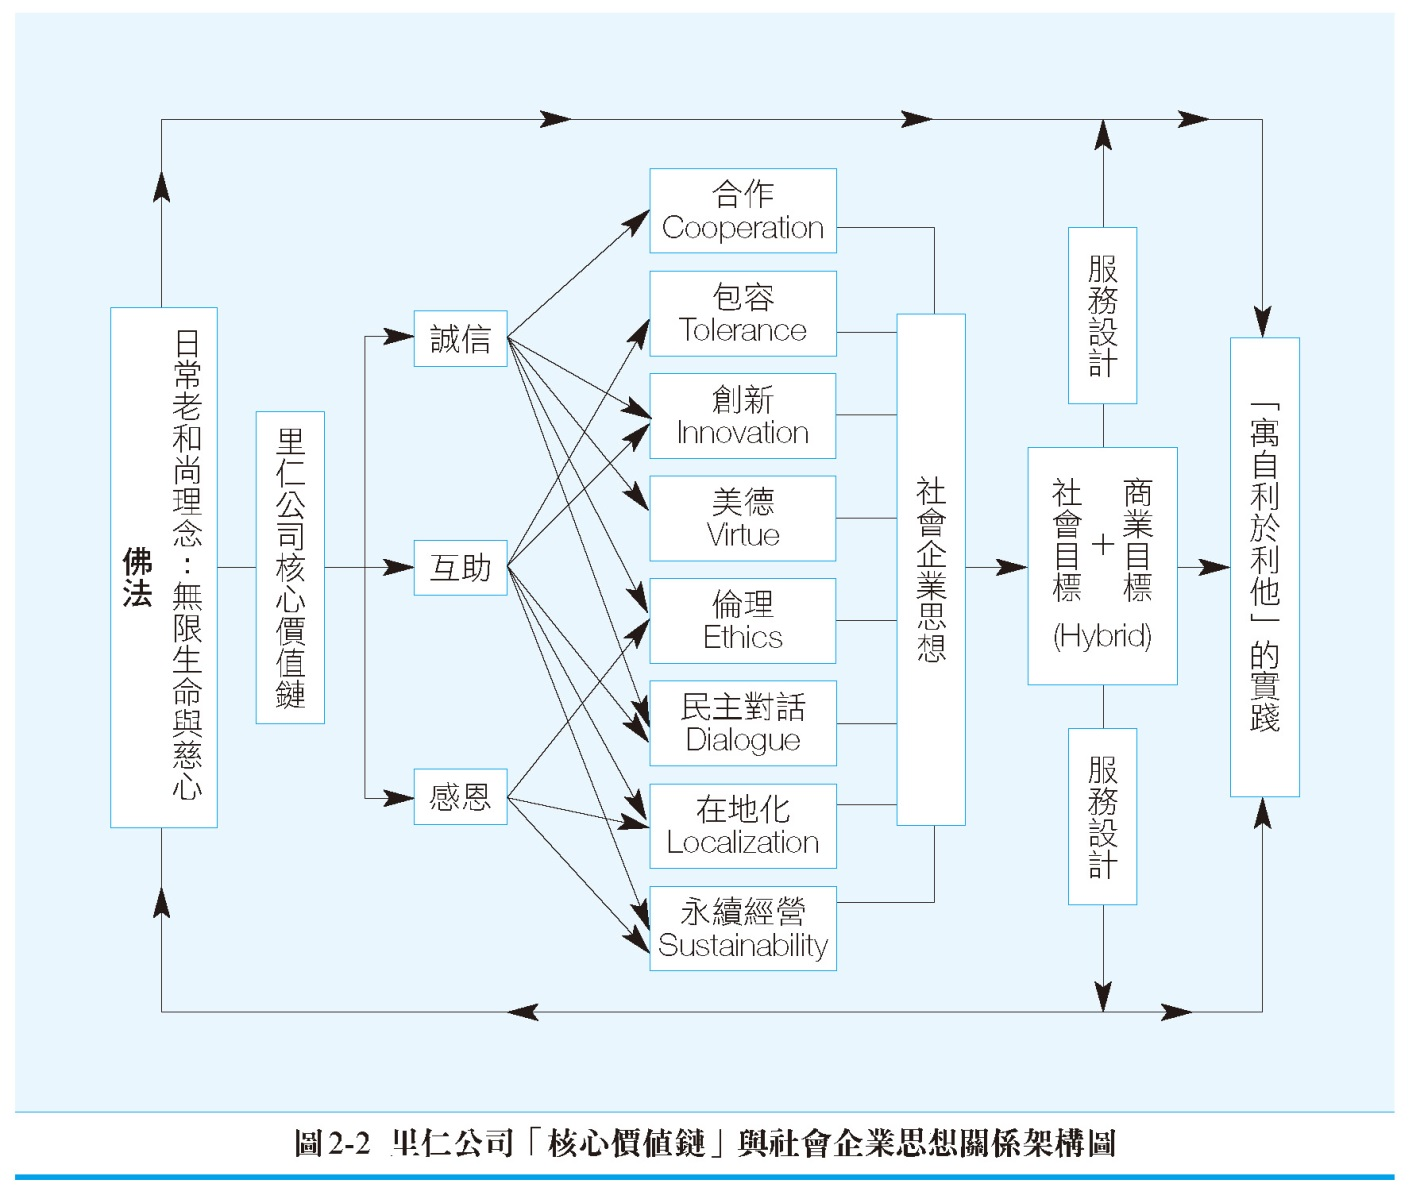 佛法
日常老和尚理念：無限生命與慈心
里仁公司核心價值鏈
誠信
互助
感恩
合作
Cooperation
包容
Tolerance
創新
Innovation
美德
Virtue
倫理
Ethics
民主對話
Dialogue
在地化
Localization
永續經營
Sustainability
社會企業思想
服務設計
社會目標
+
商業目標
(Hybrid)
服務設計
「寓自利於利他」的實踐
圖2-2 里仁公司「核心價值鏈」與社會企業思想關係架構圖